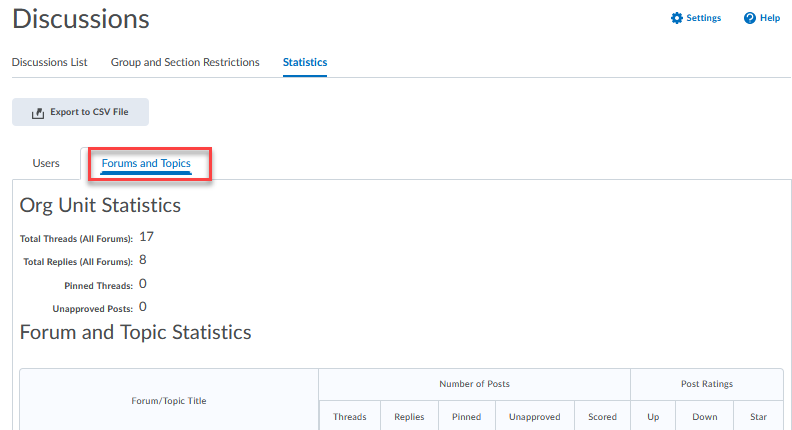 Discussions
Settings
Help
Discussions List Group and Section Restrictions Statistics
Export to CSV File
Users Forums and Topics
Org Unit Statistics
Total Threads (All Forums): 17
Total Replies (All Forums): 8
Pinned Threads: 0
Unapproved Posts: 0
Forum and Topic Statistics
Forum/Topic Title
Number of Posts Post Ratings
Threads Replies Pinned Unapproved Scored Up Down Star